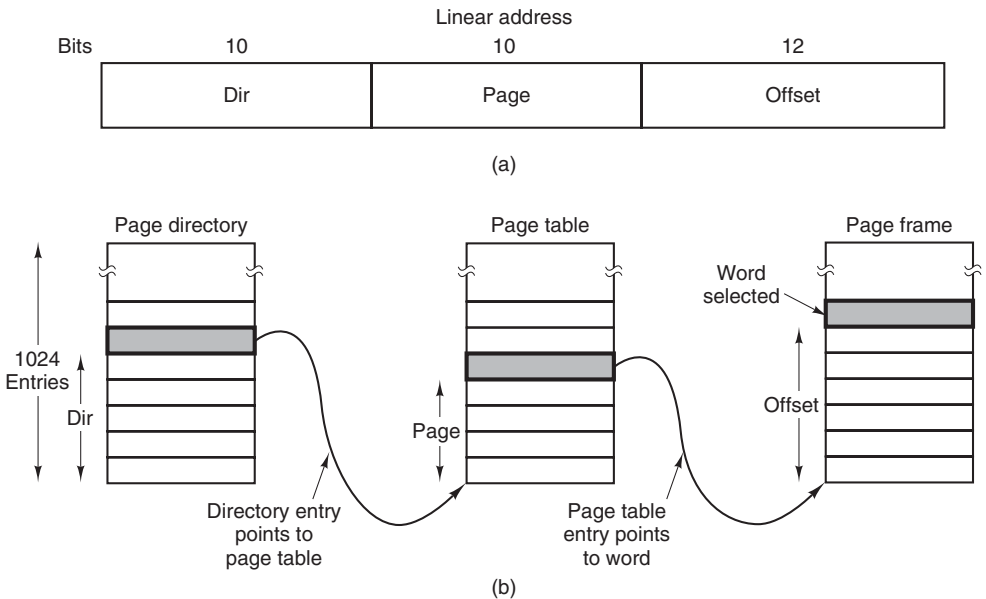 Linear address
Bits 10 10 12
Dir Page Offset
(a)
Page directory Page table Page frame
Word
selected
1024
Entries
Dir
Page
Offset
Directory entry
points to
page table
Page table
entry points
to word
(b)